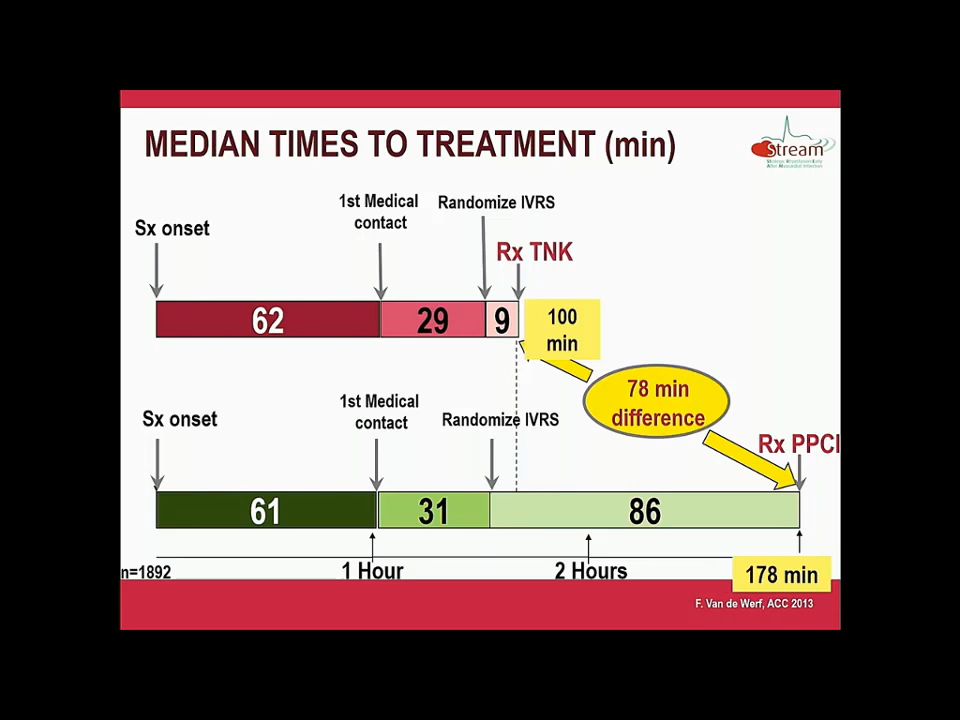 MEDIAN TIMES TO TREATMENT (min)
Stream
1st Medical
contact
Randomize IVRS
Sx onset
Rx TNK
62
29
9
100
min
78 min
difference
1st Medical
contact
Sx onset
Randomize IVRS
Rx PPCI
61
31
86
n=1892
1 Hour
2 Hours
178 min
F. Van de Werf, ACC 2013